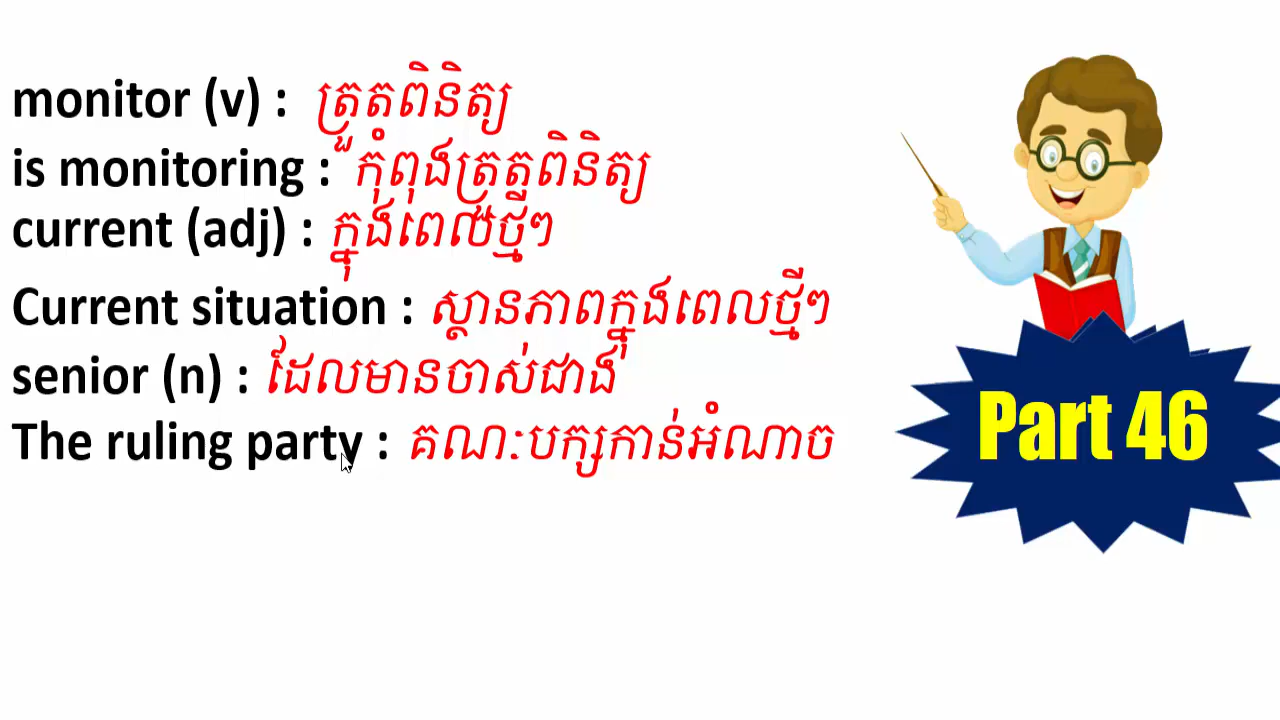 monitor (v) : ត្រួតពិនិត្យ
is monitoring : កុំពុងត្រួតពិនិត្យ
current (adj) : ក្នុងពេលថ្មីៗ
Current situation : ស្ថានភាពក្នុងពេលថ្មីៗ
senior (n) : ដែលមានចាស់ជាង
The ruling party : គណៈបក្សកាន់អំណាច
Part 46